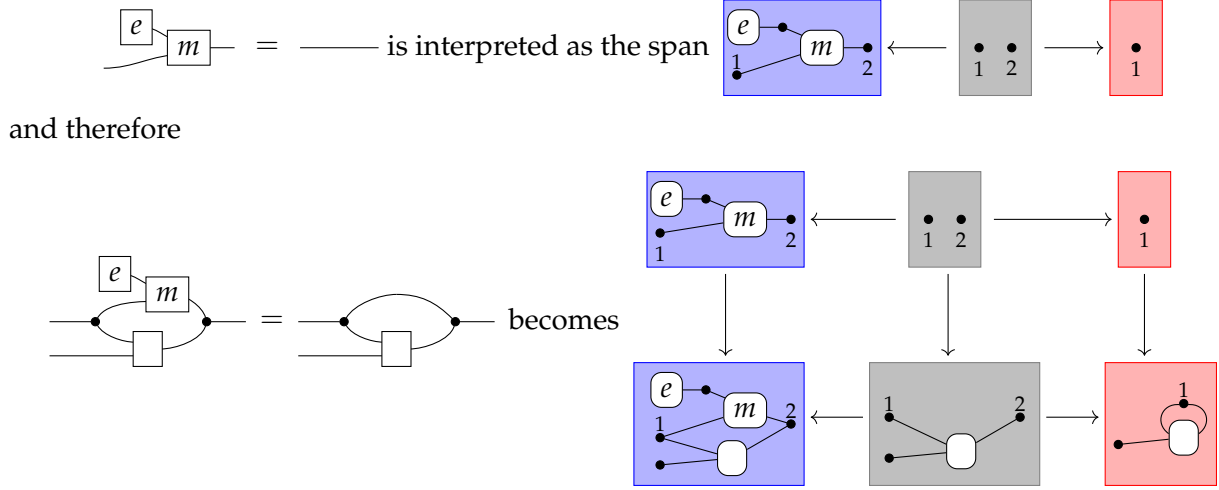 e m = is interpreted as the span e m 1 2 1 2 1
and therefore
e m 1 2 1 2 1
e m = becomes
e m 1 2 1 2 1